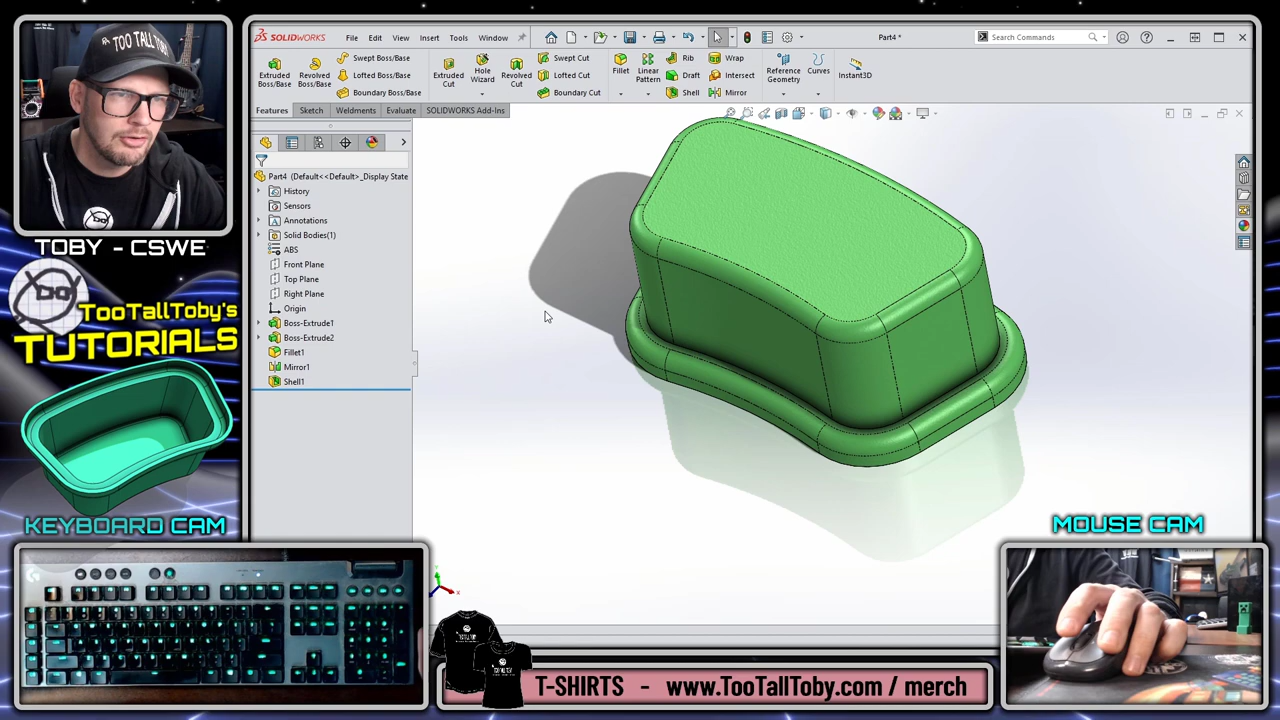 TOO TALL TOBY
TOBY - CSWE
TooTallToby's
TUTORIALS
KEYBOARD CAM
SOLIDWORKS
File
Edit
View
Insert
Tools
Window
Part4 *
Search Commands
Extruded Boss/Base
Revolved Boss/Base
Swept Boss/Base
Lofted Boss/Base
Boundary Boss/Base
Extruded Cut
Hole Wizard
Revolved Cut
Swept Cut
Lofted Cut
Boundary Cut
Fillet
Linear Pattern
Rib
Draft
Shell
Wrap
Intersect
Mirror
Reference Geometry
Curves
Instant3D
Features
Sketch
Weldments
Evaluate
SOLIDWORKS Add-Ins
Part4 (Default<<Default>_Display State
History
Sensors
Annotations
Solid Bodies(1)
ABS
Front Plane
Top Plane
Right Plane
Origin
Boss-Extrude1
Boss-Extrude2
Fillet1
Mirror1
Shell1
MOUSE CAM
T-SHIRTS - www.TooTallToby.com / merch